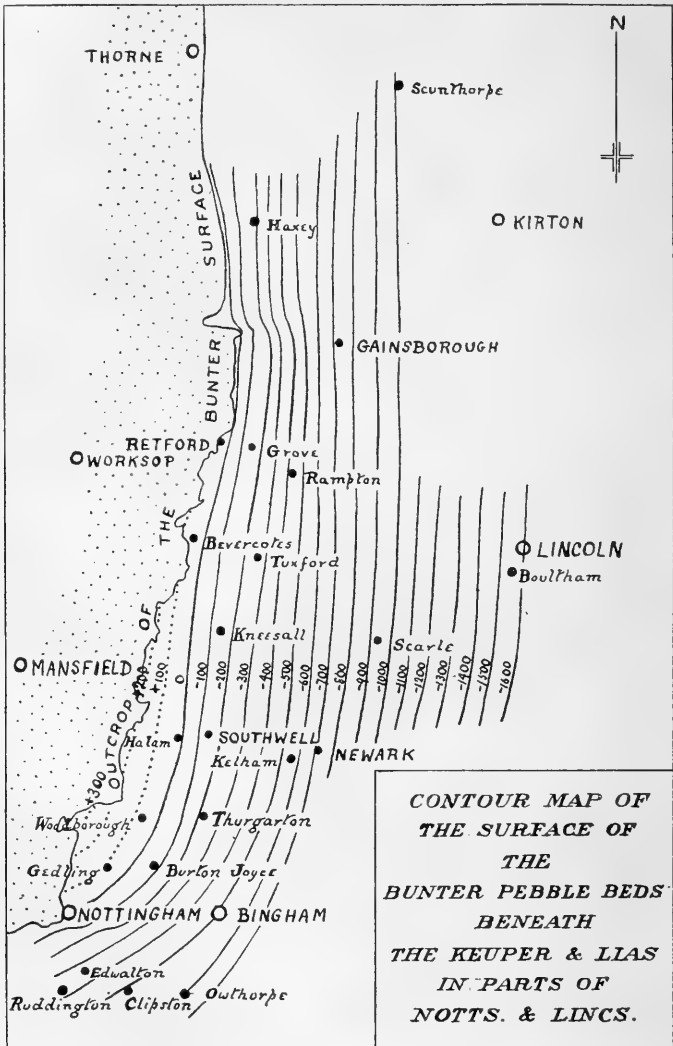 N
THORNE
Scunthorpe
SURFACE
Haxey
KIRTON
BUNTER
GAINSBOROUGH
RETFORD
Grove
WORKSOP
Rampton
THE
Bevercotes
Tuxford
LINCOLN
Boultham
OF
Kneesall
Scarle
MANSFIELD
+200
+100
0
-100
-200
-300
-400
-500
-600
-700
-800
-900
-1000
-1100
-1200
-1300
-1400
-1500
-1600
OUTCROP
Halam
SOUTHWELL
Kelham
NEWARK
+300
Woodborough
Thurgarton
Gedling
Burton Joyce
NOTTINGHAM
BINGHAM
Edwalton
Ruddington
Clipston
Owthorpe
CONTOUR MAP OF
THE SURFACE OF
THE
BUNTER PEBBLE BEDS
BENEATH
THE KEUPER & LIAS
IN PARTS OF
NOTTS. & LINCS.